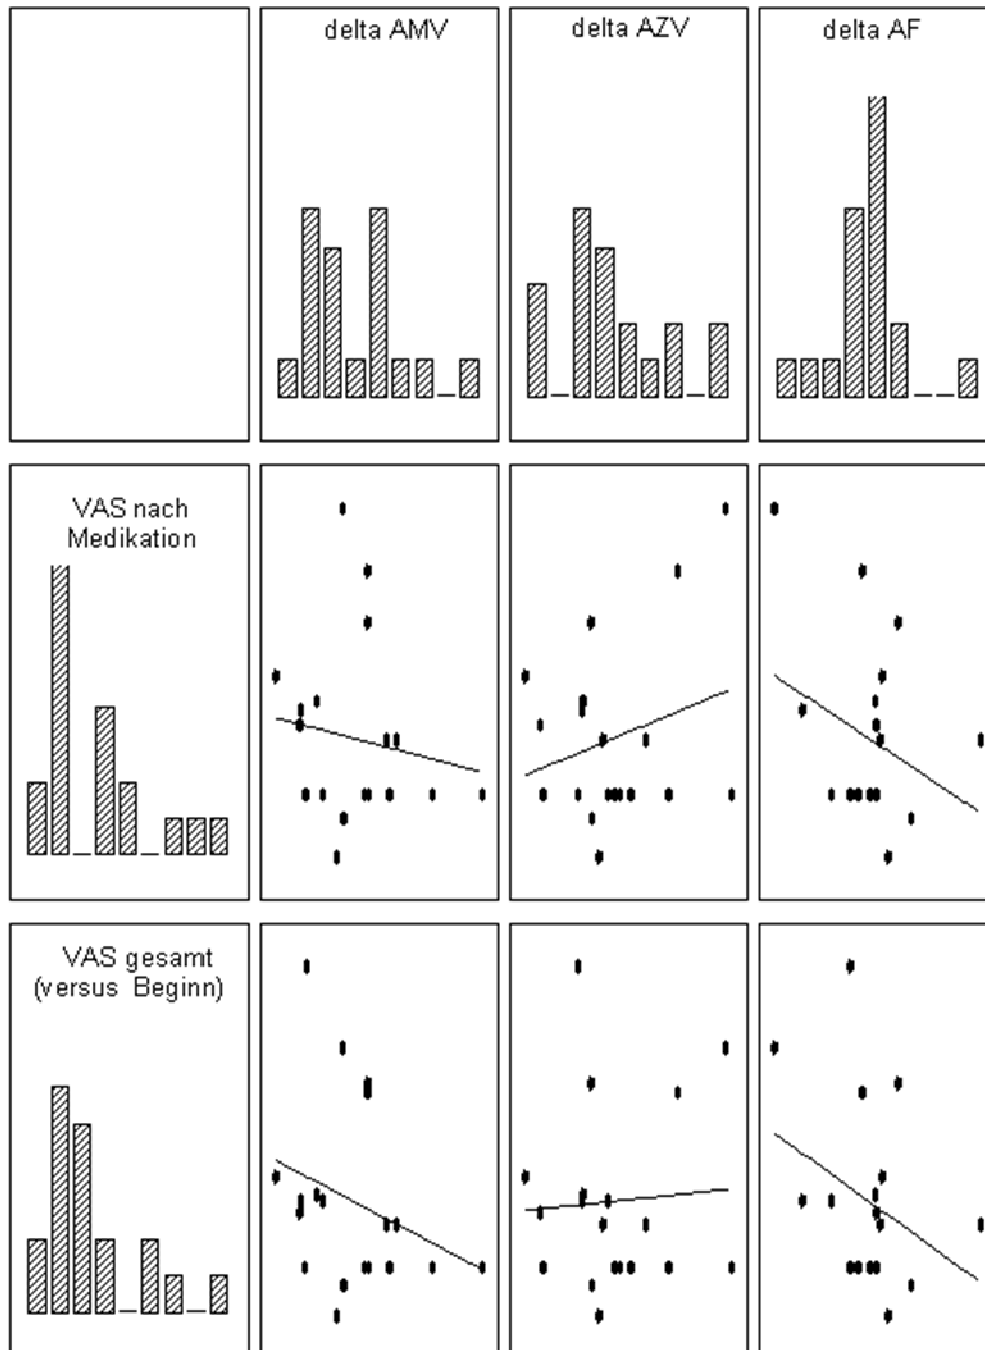 delta AMV
delta AZV
delta AF
VAS nach
Medikation
VAS gesamt
(versus Beginn)